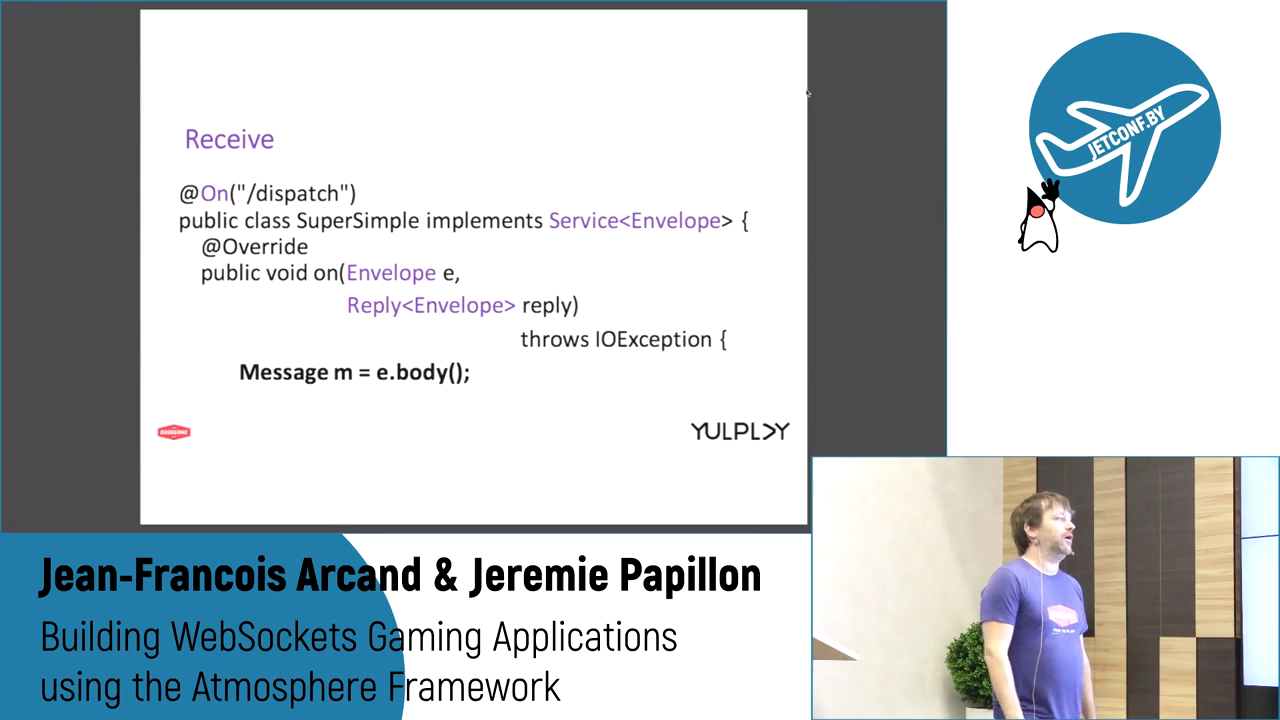 Receive
@On("/dispatch")
public class SuperSimple implements Service<Envelope> {
@Override
public void on(Envelope e,
Reply<Envelope> reply)
throws IOException {
Message m = e.body();
YULPLAY
JETCONF.BY
Jean-Francois Arcand & Jeremie Papillon
Building WebSockets Gaming Applications
using the Atmosphere Framework